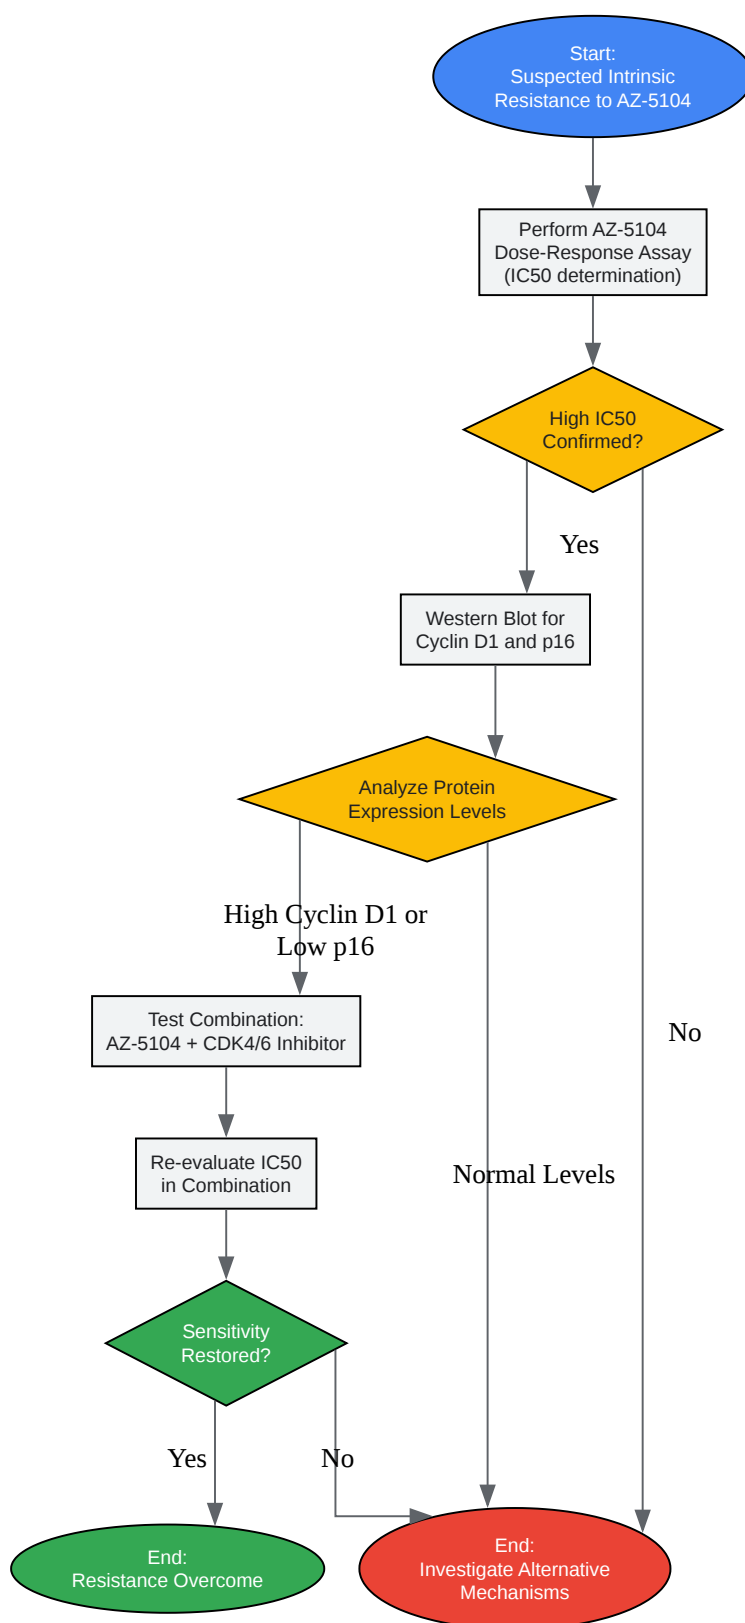 Start:
Suspected Intrinsic
Resistance to AZ-5104
Perform AZ-5104
Dose-Response Assay
(IC50 determination)
High IC50
Confirmed?
Yes
Western Blot for
Cyclin D1 and p16
Analyze Protein
Expression Levels
High Cyclin D1 or
Low p16
Test Combination:
AZ-5104 + CDK4/6 Inhibitor
No
Re-evaluate IC50
in Combination
Normal Levels
Sensitivity
Restored?
Yes
No
End:
Resistance Overcome
End:
Investigate Alternative
Mechanisms